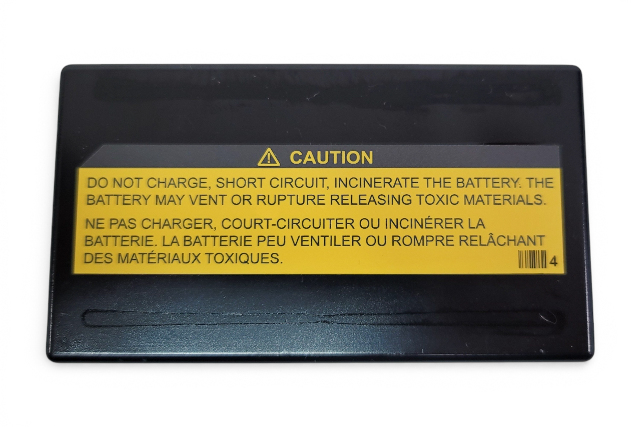 CAUTION
DO NOT CHARGE, SHORT CIRCUIT, INCINERATE THE BATTERY. THE
BATTERY MAY VENT OR RUPTURE RELEASING TOXIC MATERIALS.
NE PAS CHARGER, COURT-CIRCUITER OU INCINÉRER LA
BATTERIE. LA BATTERIE PEU VENTILER OU ROMPRE RELÂCHANT
DES MATÉRIAUX TOXIQUES.
4